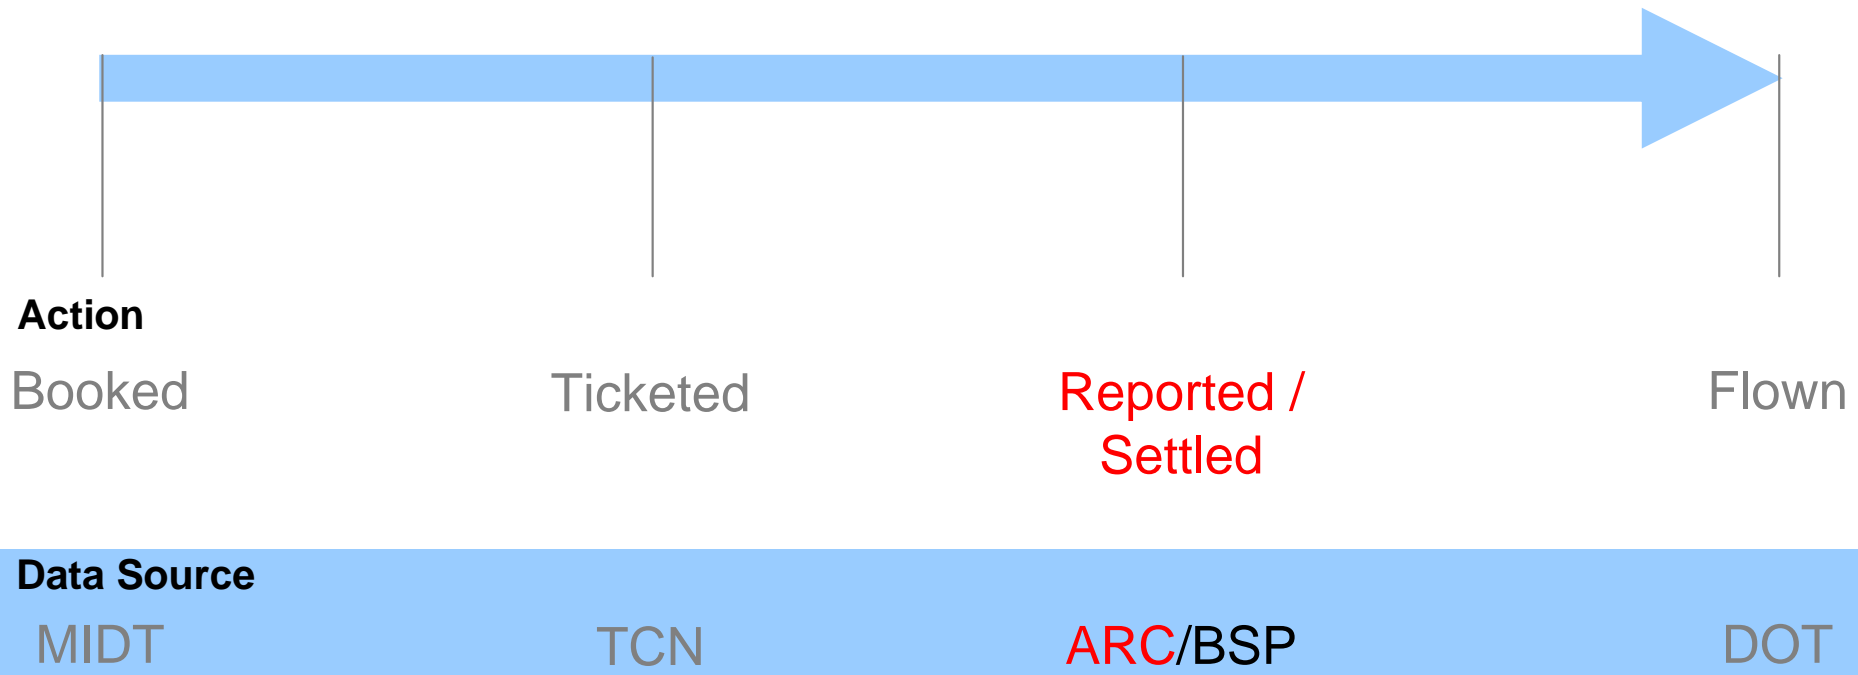 Action
Booked
Ticketed
Reported /
Settled
Flown
Data Source
MIDT
TCN
ARC/BSP
DOT